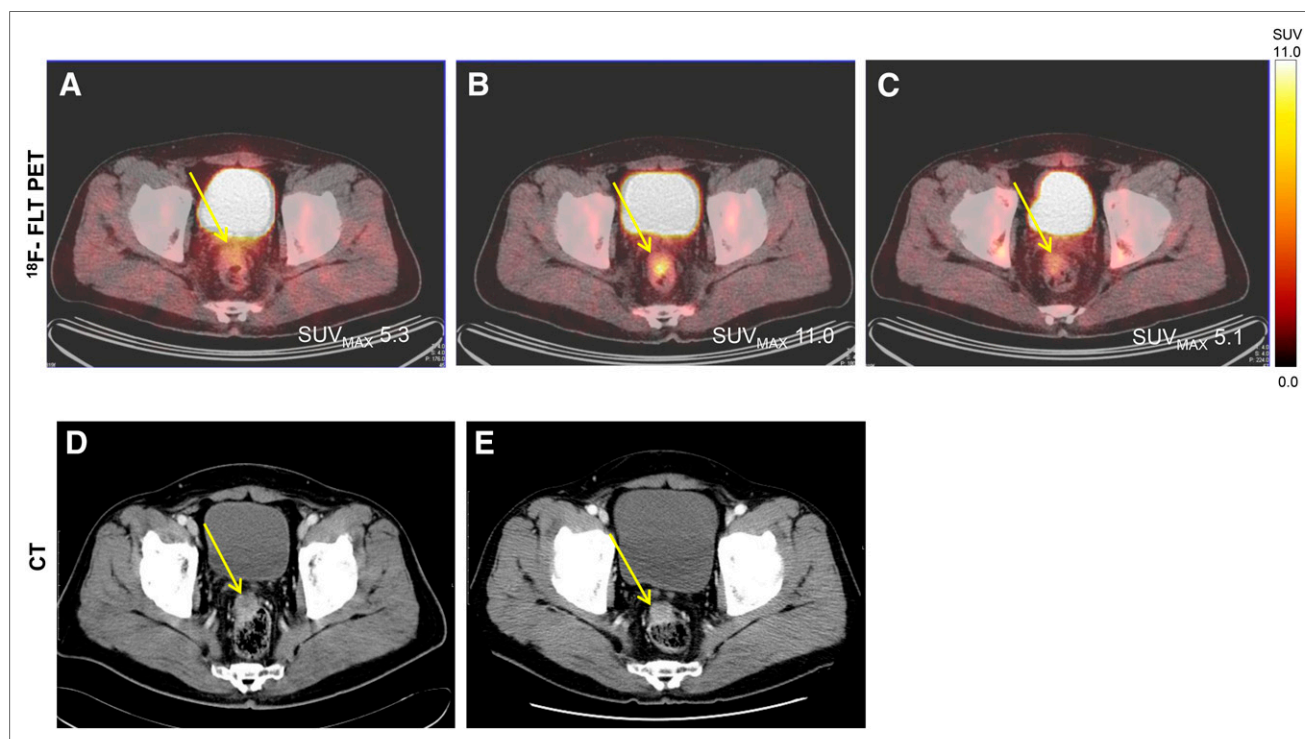 SUV
11.0
A
B
C
¹⁸F- FLT PET
SUVMAX 5.3
SUVMAX 11.0
SUVMAX 5.1
0.0
D
E
CT